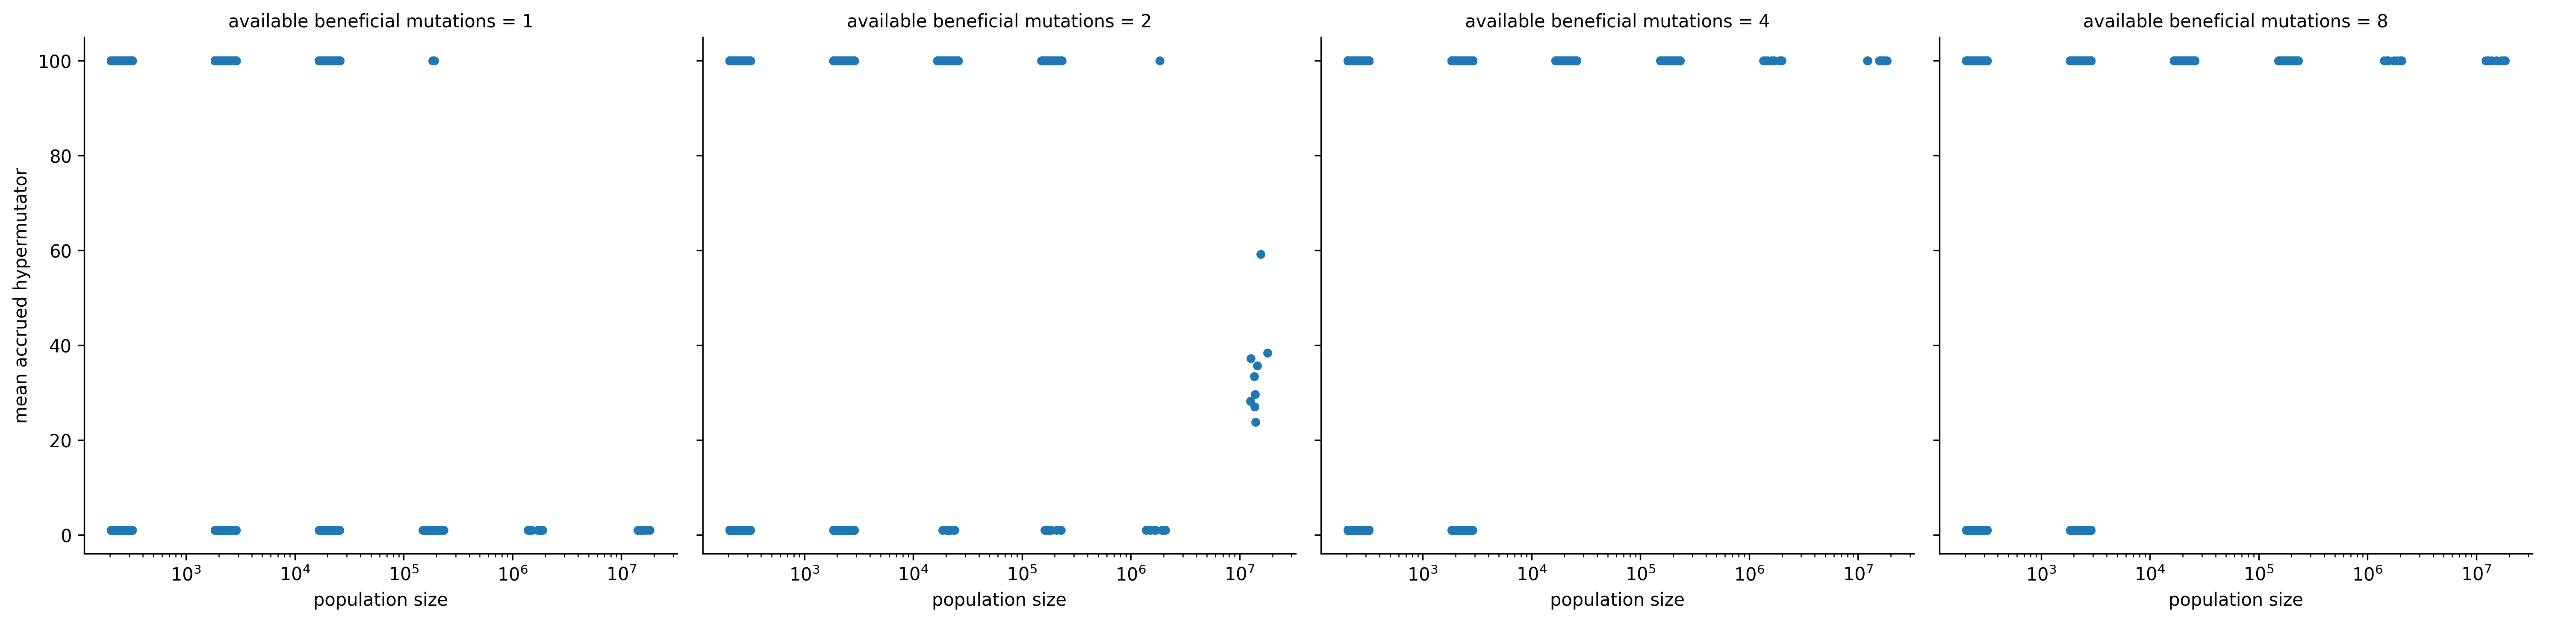 available beneficial mutations = 1
available beneficial mutations = 2
available beneficial mutations = 4
available beneficial mutations = 8
mean accrued hypermutator
100
80
60
40
20
0
10³ 10⁴ 10⁵ 10⁶ 10⁷
10³ 10⁴ 10⁵ 10⁶ 10⁷
10³ 10⁴ 10⁵ 10⁶ 10⁷
10³ 10⁴ 10⁵ 10⁶ 10⁷
population size
population size
population size
population size